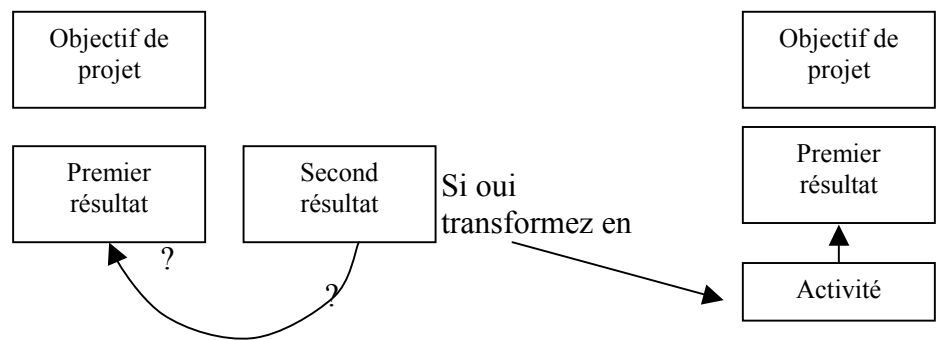 Objectif de
projet
Premier
résultat
Second
résultat
Si oui
transformez en
?
?
Objectif de
projet
Premier
résultat
Activité